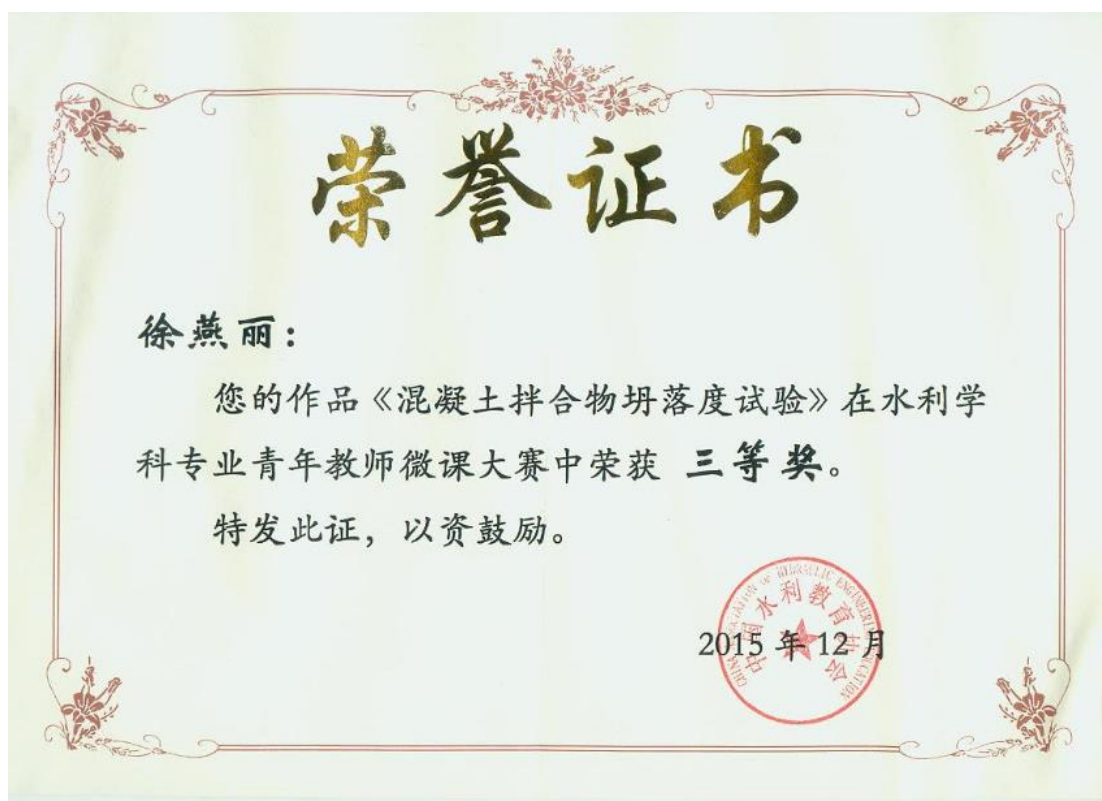 荣誉证书
徐燕丽:
您的作品《混凝土拌合物坍落度试验》在水利学
科专业青年教师微课大赛中荣获 三等奖。
特发此证，以资鼓励。
中国水利教育协会
2015 年 12 月